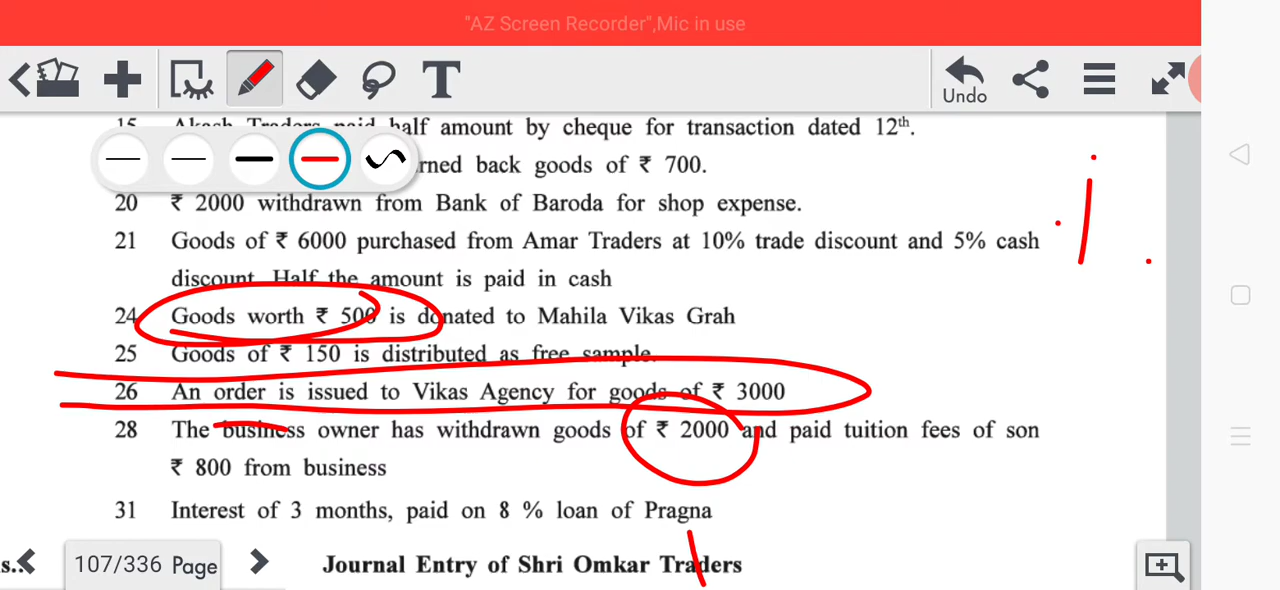 "AZ Screen Recorder",Mic in use
T
Undo
15 Akash Traders paid half amount by cheque for transaction dated 12th.
rned back goods of ₹ 700.
20 ₹ 2000 withdrawn from Bank of Baroda for shop expense.
21 Goods of ₹ 6000 purchased from Amar Traders at 10% trade discount and 5% cash
discount. Half the amount is paid in cash
24 Goods worth ₹ 500 is donated to Mahila Vikas Grah
25 Goods of ₹ 150 is distributed as free sample.
26 An order is issued to Vikas Agency for goods of ₹ 3000
28 The business owner has withdrawn goods of ₹ 2000 and paid tuition fees of son
₹ 800 from business
31 Interest of 3 months, paid on 8 % loan of Pragna
s..
107/336 Page
Journal Entry of Shri Omkar Traders